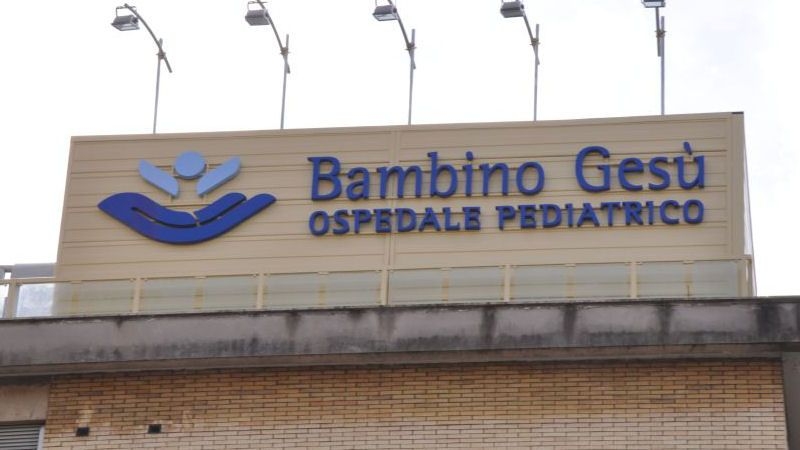 Bambino Gesù
OSPEDALE PEDIATRICO